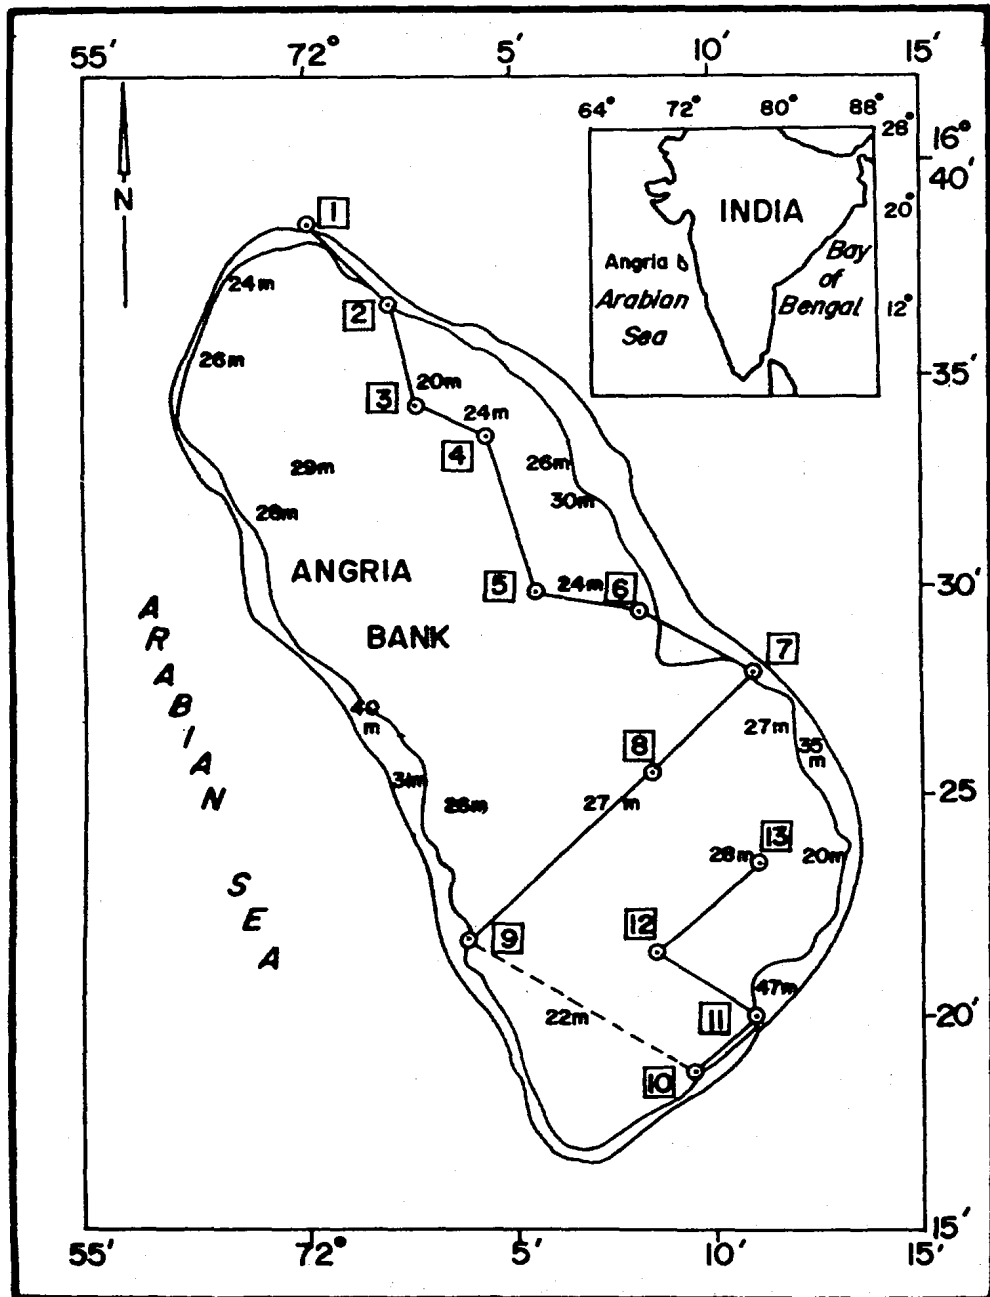 55′ 72° 5′ 10′ 15′
64° 72° 80° 88°
28°
16°
40′
N
1
INDIA
20°
Angria
Arabian
Sea
Bay
of
Bengal
12°
24m
2
26m
35′
20m
3
24m
4
26m
29m
30m
28m
ANGRIA
BANK
5
24m
6
30′
7
ARABIAN
SEA
40
m
27m
35
m
8
31m
26m
27 m
25
13
28m
20m
12
9
47m
22m
11
20′
10
15′
55′ 72° 5′ 10′ 15′